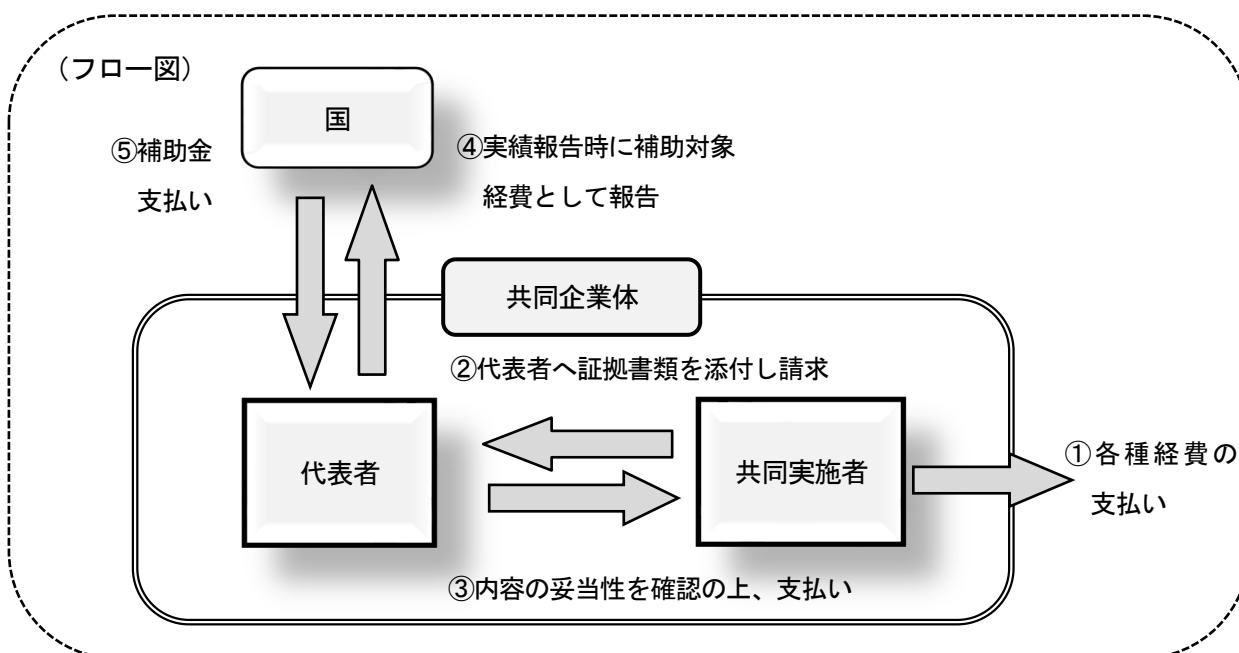 （フロー図）
国
⑤補助金
支払い
④実績報告時に補助対象
経費として報告
共同企業体
②代表者へ証拠書類を添付し請求
代表者
共同実施者
①各種経費の
支払い
③内容の妥当性を確認の上、支払い